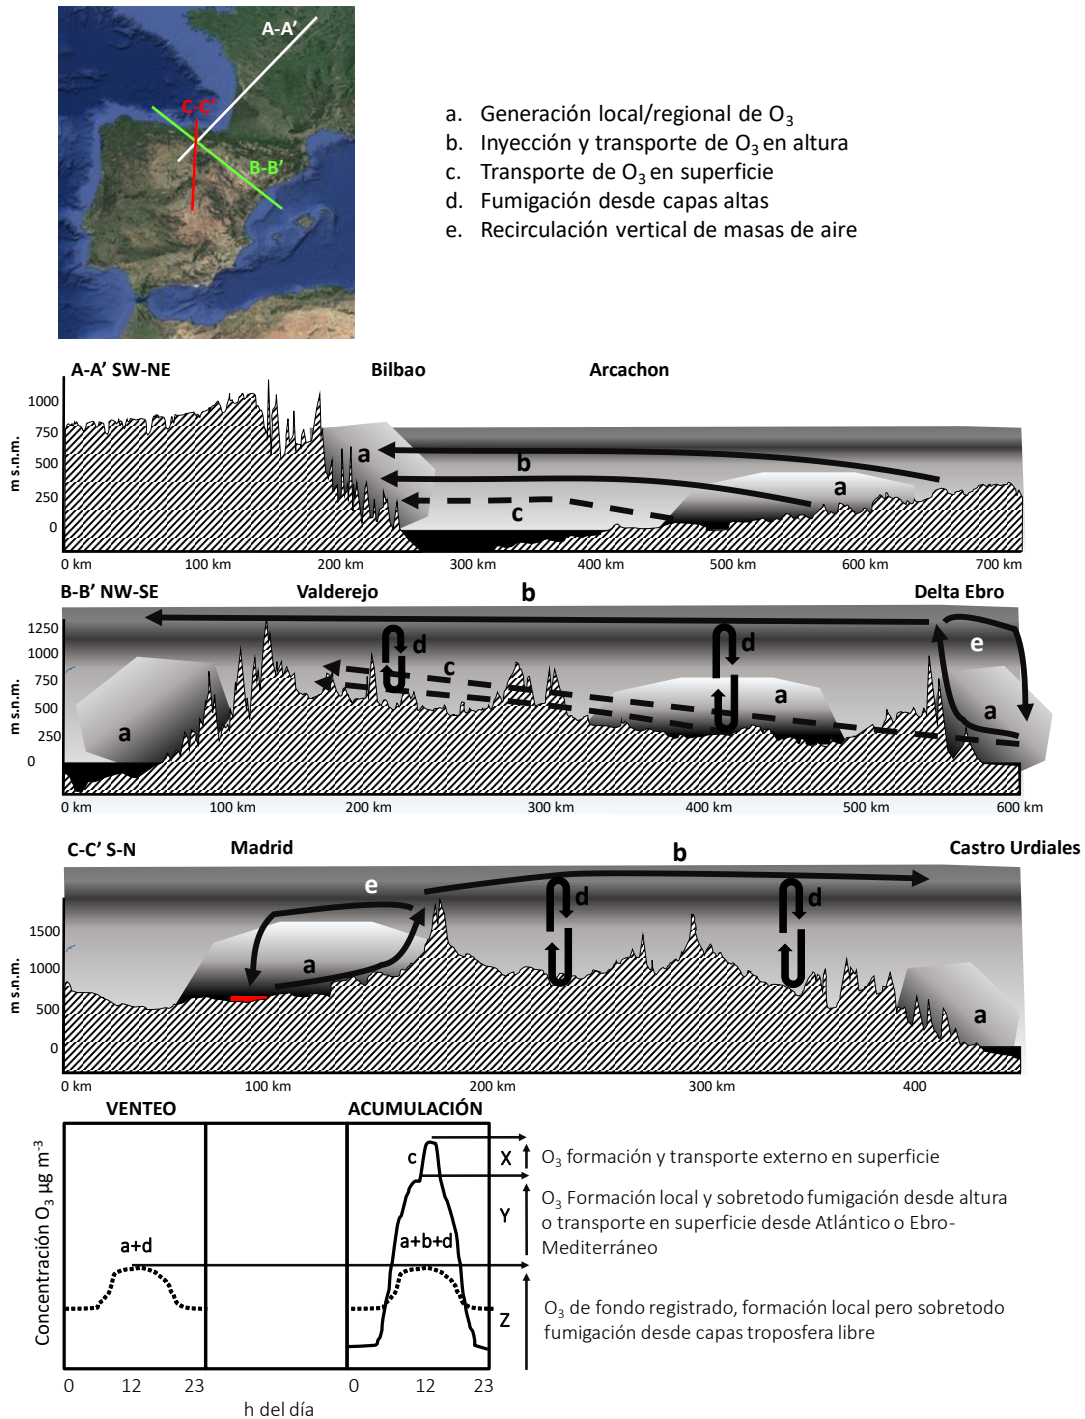 A-A'
C-C'
B-B'
a. Generación local/regional de O3
b. Inyección y transporte de O3 en altura
c. Transporte de O3 en superficie
d. Fumigación desde capas altas
e. Recirculación vertical de masas de aire
A-A' SW-NE
Bilbao
Arcachon
m s.n.m.
1000
750
500
250
0
a
b
c
a
0 km
100 km
200 km
300 km
400 km
500 km
600 km
700 km
B-B' NW-SE
Valderejo
b
Delta Ebro
m s.n.m.
1250
1000
750
500
250
0
a
d
c
d
a
e
a
0 km
100 km
200 km
300 km
400 km
500 km
600 km
C-C' S-N
Madrid
b
Castro Urdiales
m s.n.m.
1500
1000
500
0
e
a
d
d
a
0 km
100 km
200 km
300 km
400
VENTEO
ACUMULACIÓN
Concentración O3 µg m-3
a+d
c
a+b+d
X
Y
Z
O3 formación y transporte externo en superficie
O3 Formación local y sobretodo fumigación desde altura
o transporte en superficie desde Atlántico o Ebro-
Mediterráneo
O3 de fondo registrado, formación local pero sobretodo
fumigación desde capas troposfera libre
0
12
23
0
12
23
h del día